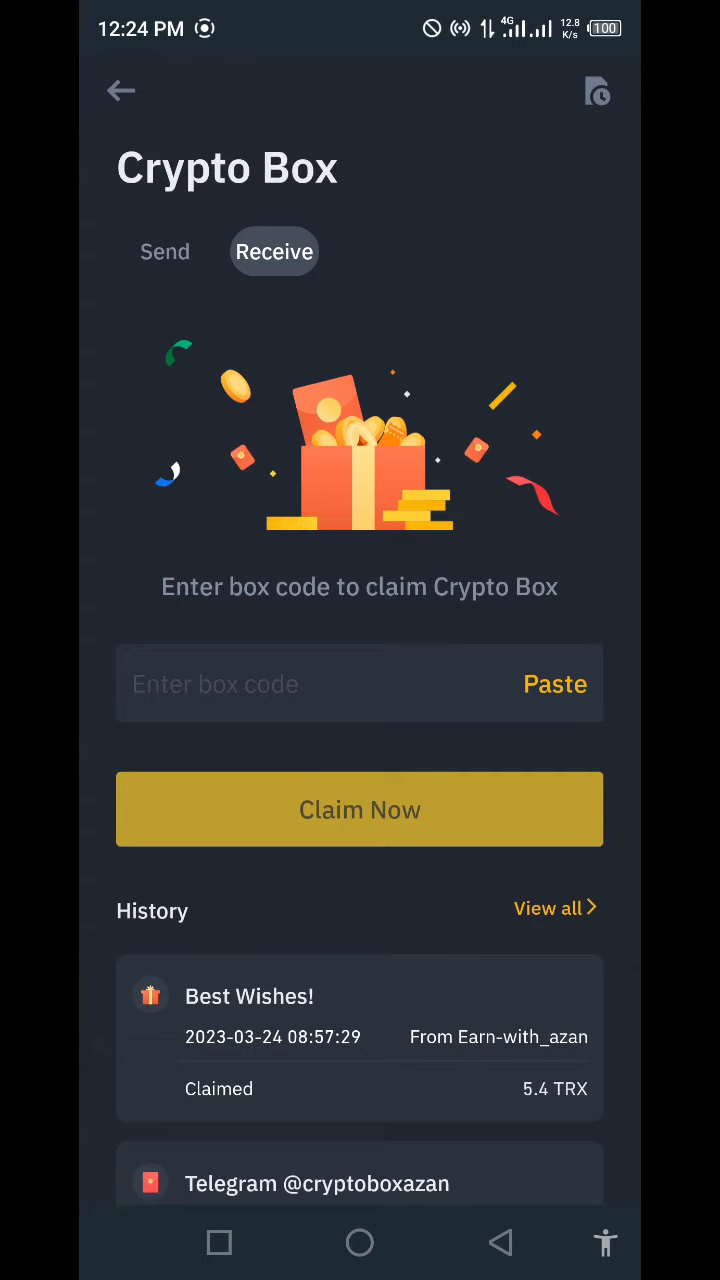 12:24 PM 4G 12.8 K/s 100
Crypto Box
Send Receive
Enter box code to claim Crypto Box
Enter box code Paste
Claim Now
History View all
Best Wishes!
2023-03-24 08:57:29 From Earn-with_azan
Claimed 5.4 TRX
Telegram @cryptoboxazan